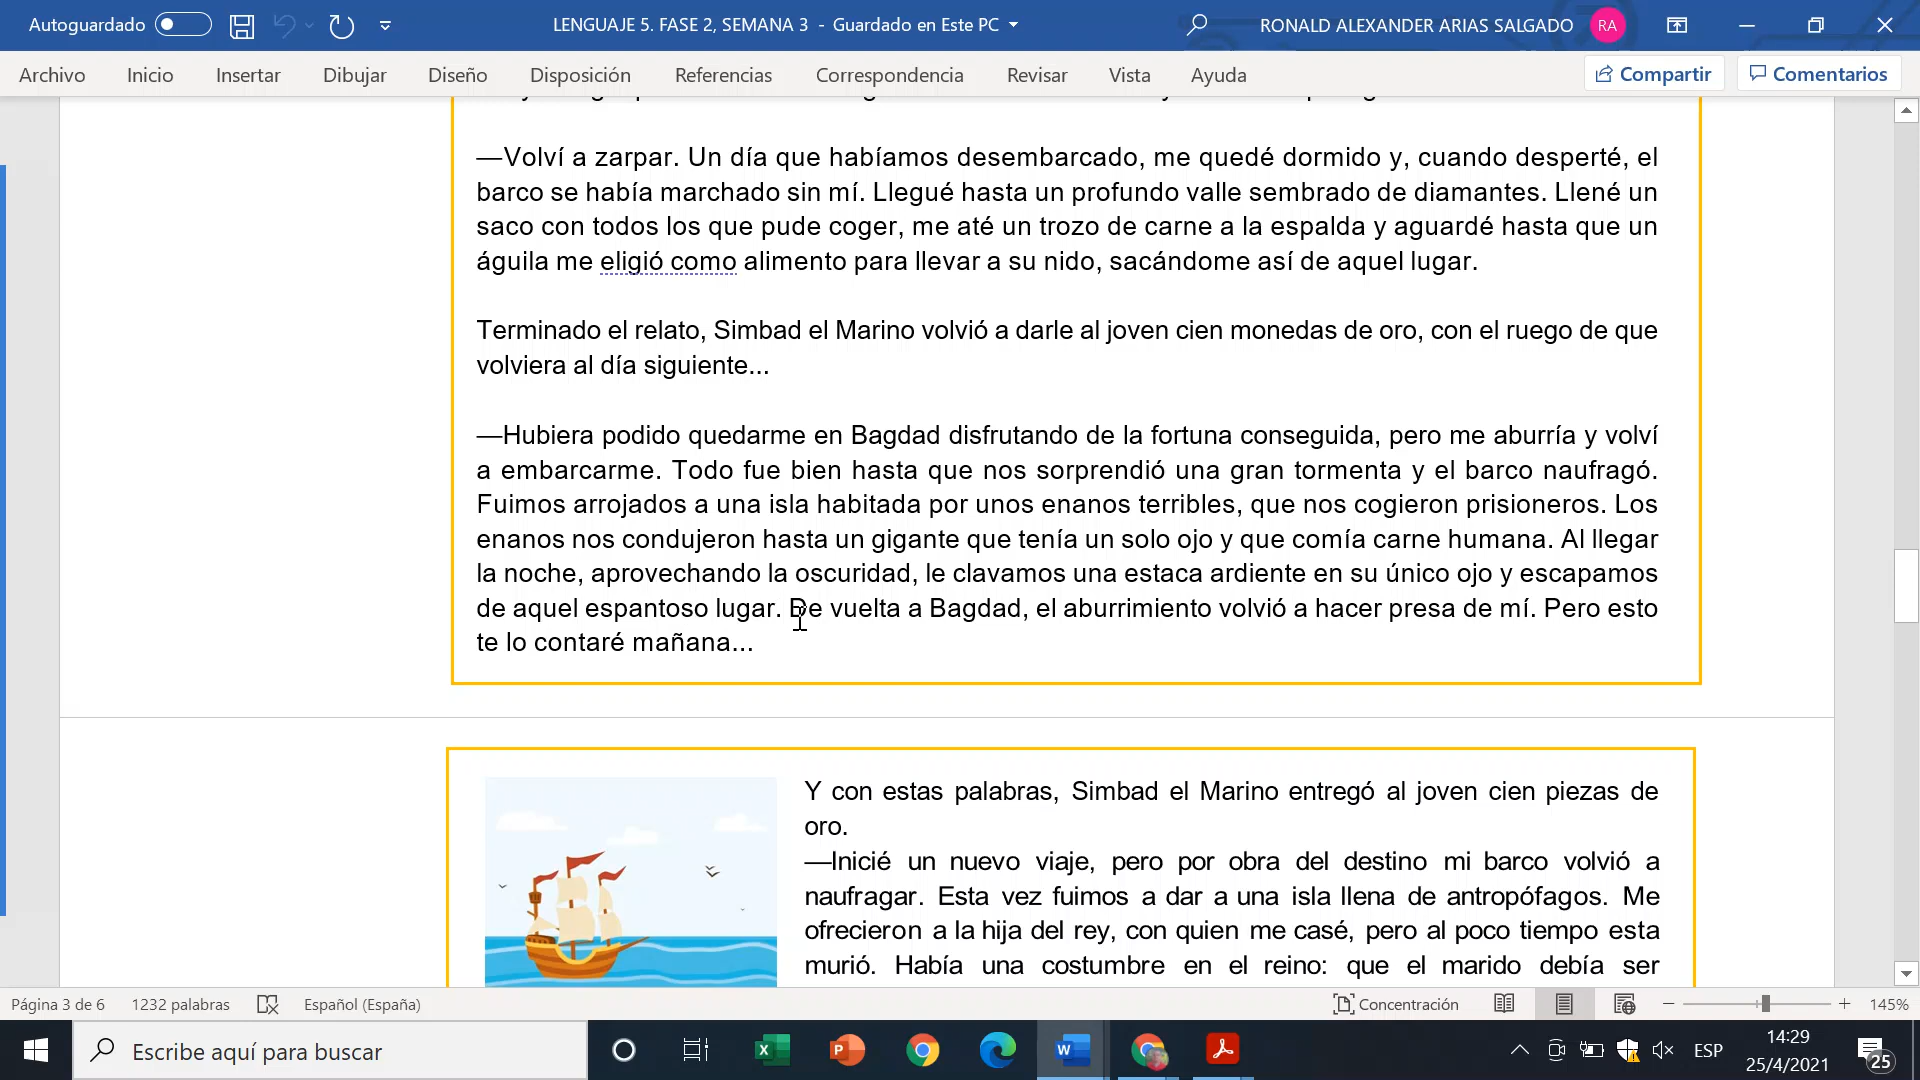 Autoguardado
LENGUAJE 5. FASE 2, SEMANA 3 - Guardado en Este PC
RONALD ALEXANDER ARIAS SALGADO
RA
Archivo Inicio Insertar Dibujar Diseño Disposición Referencias Correspondencia Revisar Vista Ayuda
Compartir
Comentarios
—Volví a zarpar. Un día que habíamos desembarcado, me quedé dormido y, cuando desperté, el
barco se había marchado sin mí. Llegué hasta un profundo valle sembrado de diamantes. Llené un
saco con todos los que pude coger, me até un trozo de carne a la espalda y aguardé hasta que un
águila me eligió como alimento para llevar a su nido, sacándome así de aquel lugar.
Terminado el relato, Simbad el Marino volvió a darle al joven cien monedas de oro, con el ruego de que
volviera al día siguiente...
—Hubiera podido quedarme en Bagdad disfrutando de la fortuna conseguida, pero me aburría y volví
a embarcarme. Todo fue bien hasta que nos sorprendió una gran tormenta y el barco naufragó.
Fuimos arrojados a una isla habitada por unos enanos terribles, que nos cogieron prisioneros. Los
enanos nos condujeron hasta un gigante que tenía un solo ojo y que comía carne humana. Al llegar
la noche, aprovechando la oscuridad, le clavamos una estaca ardiente en su único ojo y escapamos
de aquel espantoso lugar. De vuelta a Bagdad, el aburrimiento volvió a hacer presa de mí. Pero esto
te lo contaré mañana...
Y con estas palabras, Simbad el Marino entregó al joven cien piezas de
oro.
—Inicié un nuevo viaje, pero por obra del destino mi barco volvió a
naufragar. Esta vez fuimos a dar a una isla llena de antropófagos. Me
ofrecieron a la hija del rey, con quien me casé, pero al poco tiempo esta
murió. Había una costumbre en el reino: que el marido debía ser
Página 3 de 6
1232 palabras
Español (España)
Concentración
145%
Escribe aquí para buscar
ESP
14:29
25/4/2021
25